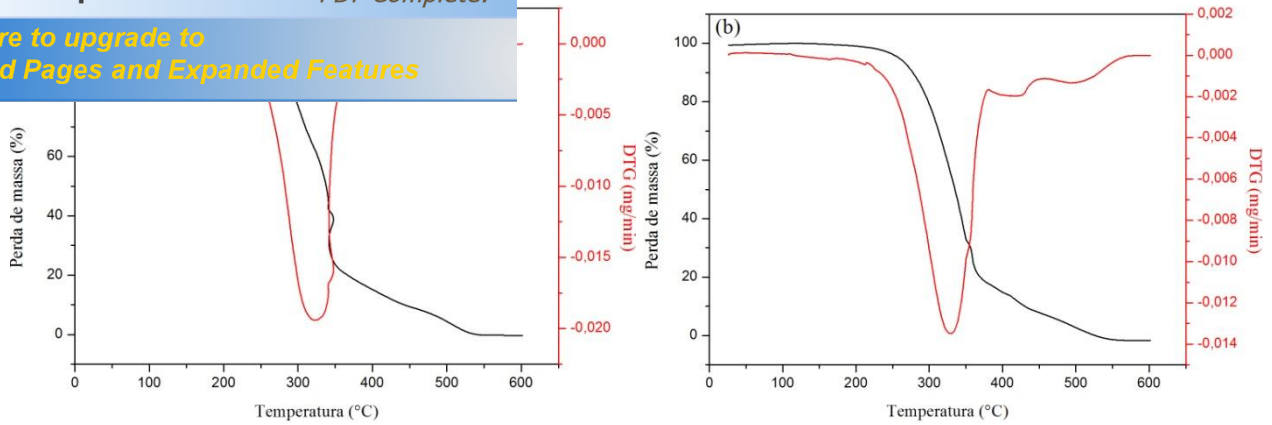 PDF Complete.
re to upgrade to
d Pages and Expanded Features
Perda de massa (%)
60
40
20
0
0 100 200 300 400 500 600
Temperatura (°C)
0,000
-0,005
-0,010
-0,015
-0,020
DTG (mg/min)
(b)
Perda de massa (%)
100
80
60
40
20
0
0 100 200 300 400 500 600
Temperatura (°C)
0,002
0,000
-0,002
-0,004
-0,006
-0,008
-0,010
-0,012
-0,014
DTG (mg/min)